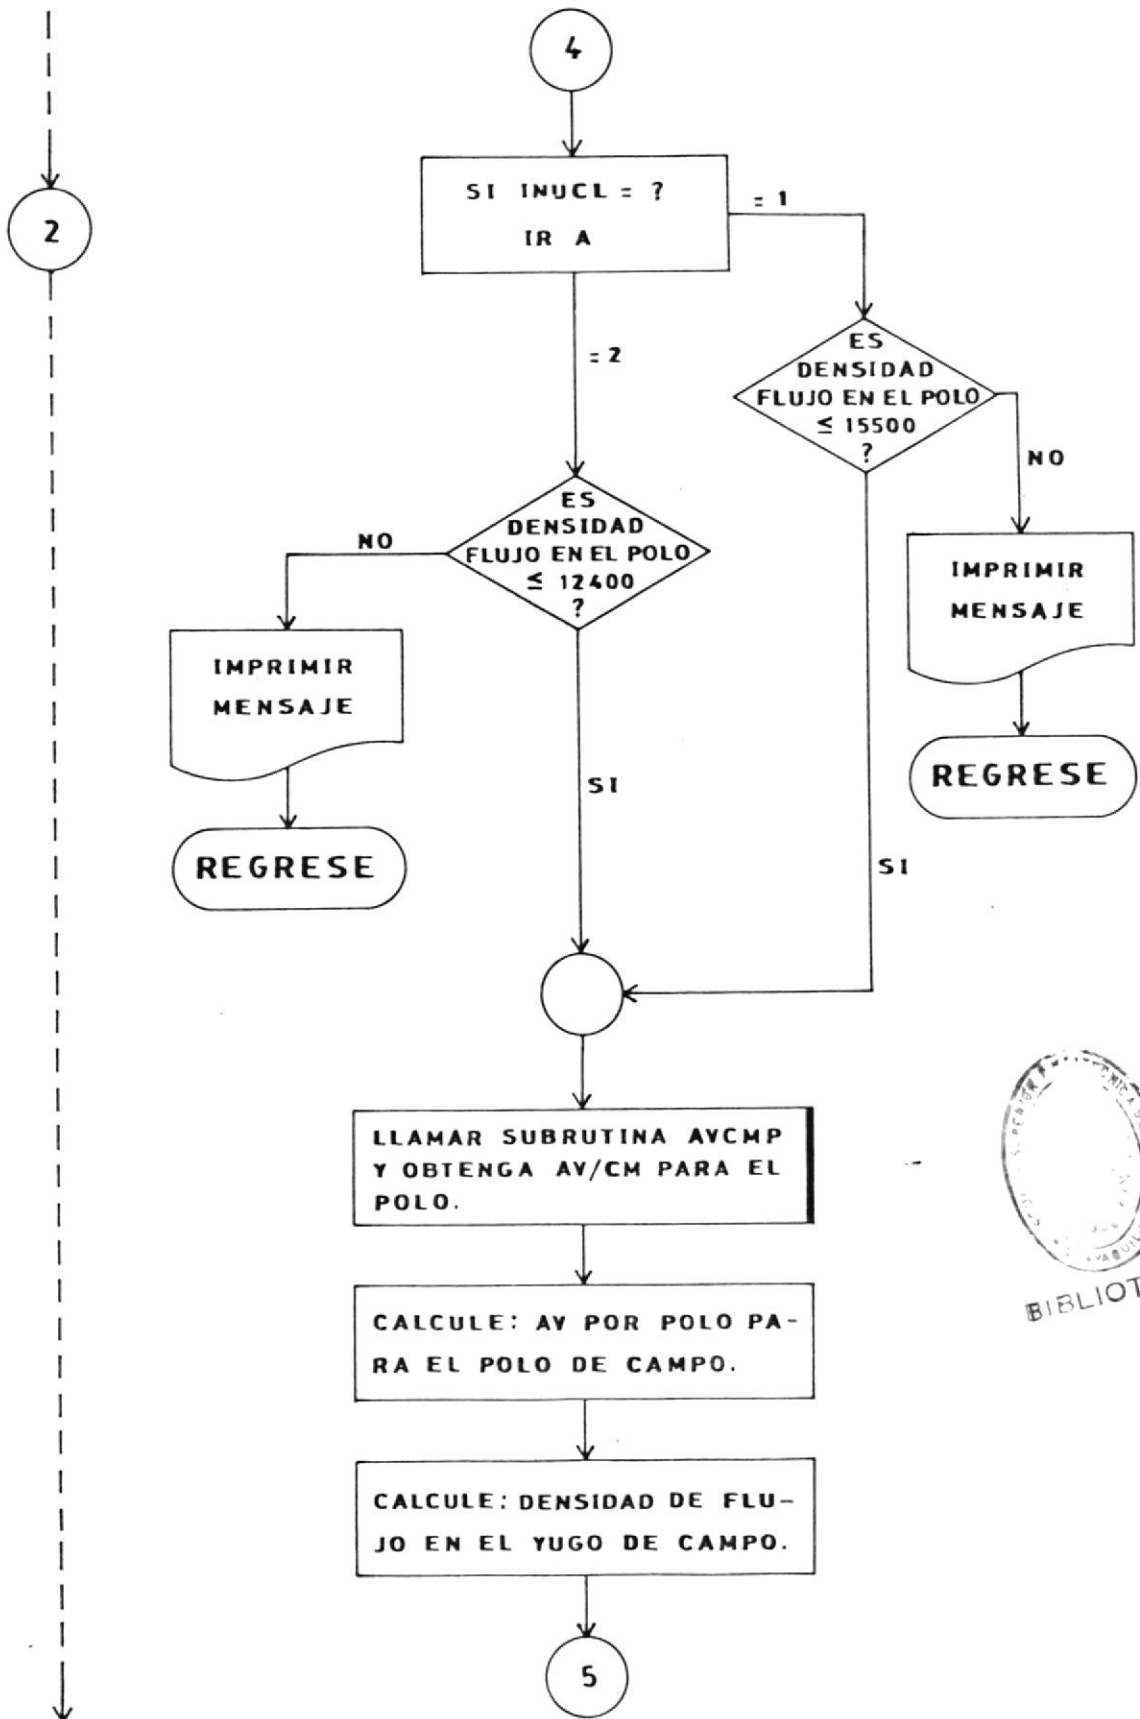 4
SI INUCL = ?
IR A
= 1
2
= 2
ES
DENSIDAD
FLUJO EN EL POLO
≤ 15500
?
NO
ES
DENSIDAD
FLUJO EN EL POLO
≤ 12400
?
NO
IMPRIMIR
MENSAJE
IMPRIMIR
MENSAJE
REGRESE
SI
REGRESE
SI
LLAMAR SUBRUTINA AVCMP
Y OBTENGA AV/CM PARA EL
POLO.
CALCULE: AV POR POLO PA-
RA EL POLO DE CAMPO.
BIBLIOT
CALCULE: DENSIDAD DE FLU-
JO EN EL YUGO DE CAMPO.
5